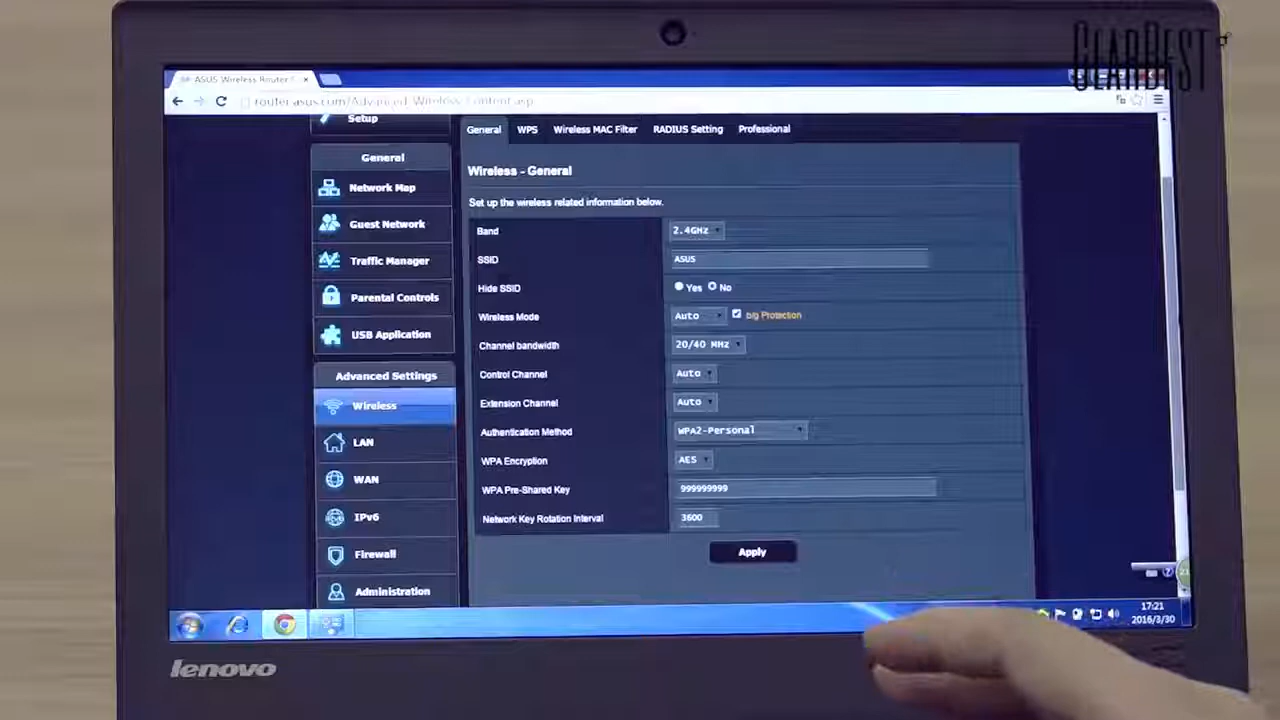 GEARBEST
ASUS Wireless Router
router.asus.com/Advanced_Wireless_Content.asp
Setup
General WPS Wireless MAC Filter RADIUS Setting Professional
General
Wireless - General
Network Map
Set up the wireless related information below.
Guest Network
Band 2.4GHz
Traffic Manager
SSID ASUS
Parental Controls
Hide SSID Yes No
USB Application
Wireless Mode Auto b/g Protection
Channel bandwidth 20/40 MHz
Advanced Settings
Control Channel Auto
Wireless
Extension Channel Auto
LAN
Authentication Method WPA2-Personal
WAN
WPA Encryption AES
IPv6
WPA Pre-Shared Key 999999999
Network Key Rotation Interval 3600
Firewall
Apply
Administration
17:21
2016/3/30
lenovo